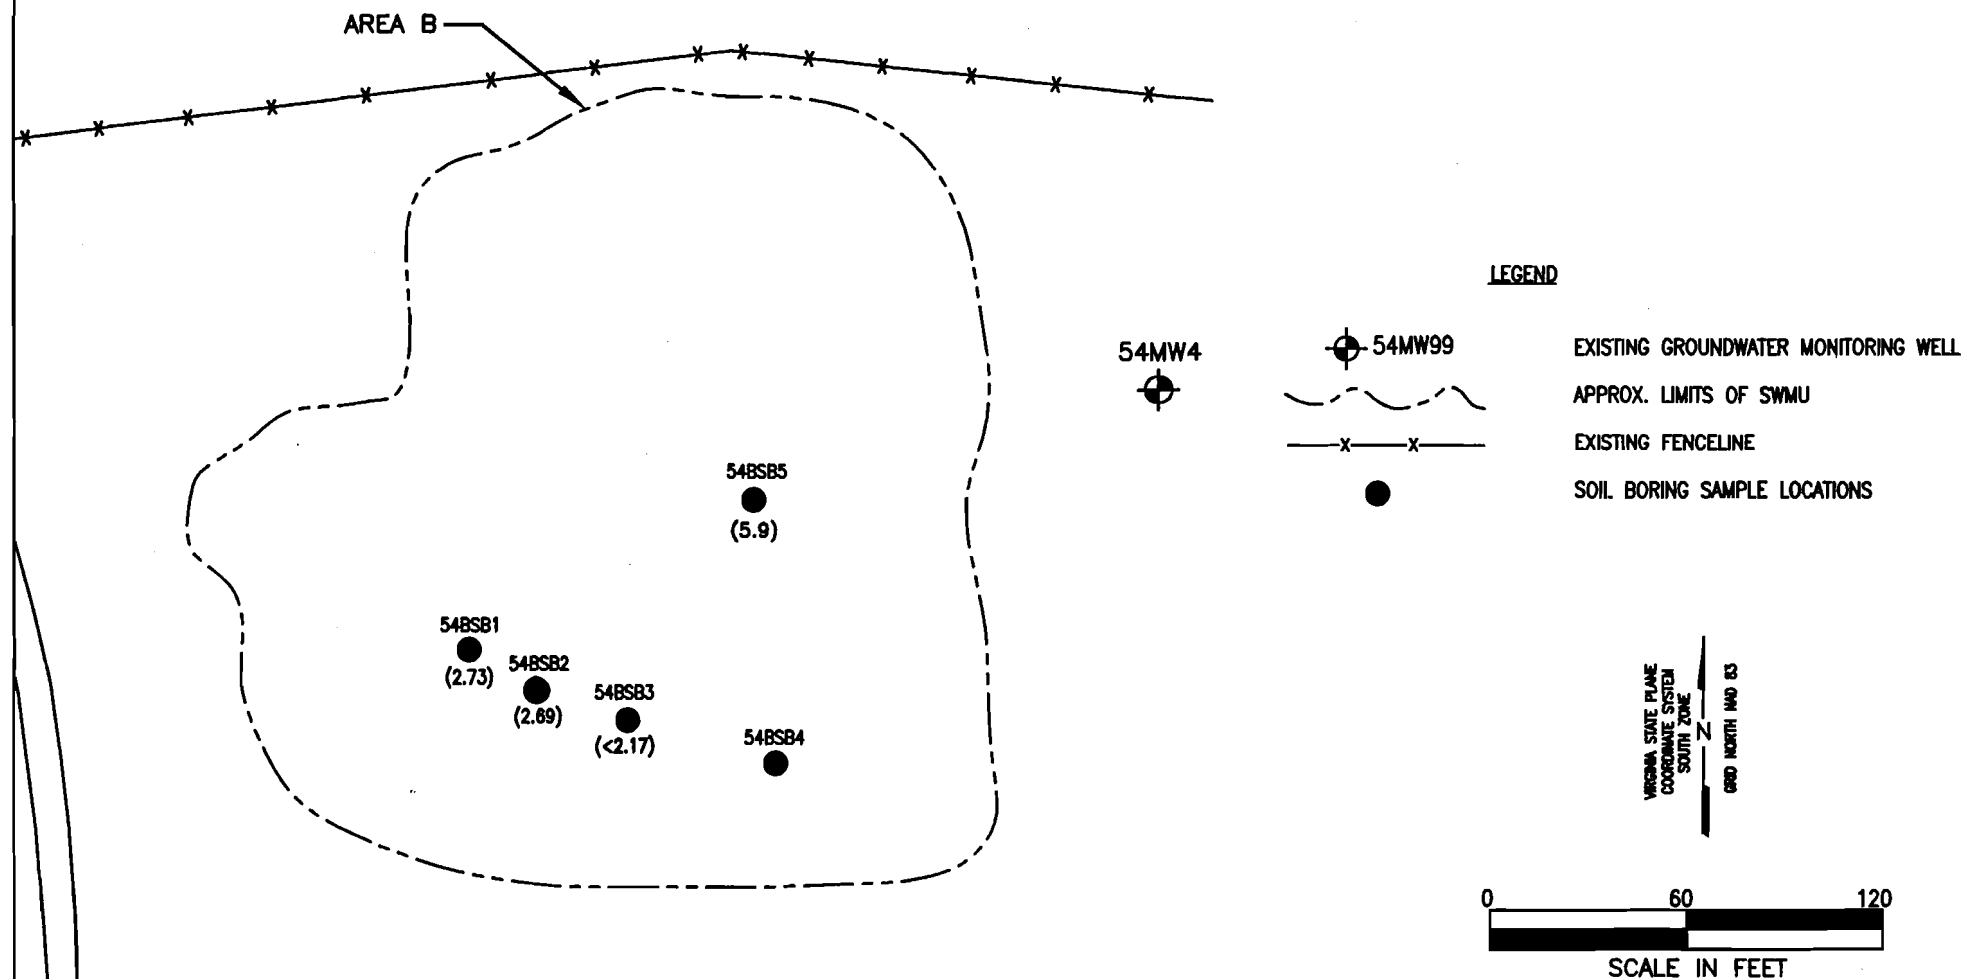 AREA B
LEGEND
54MW4
54MW99
EXISTING GROUNDWATER MONITORING WELL
APPROX. LIMITS OF SWMU
EXISTING FENCELINE
SOIL BORING SAMPLE LOCATIONS
54BSB5
(5.9)
54BSB1
(2.73)
54BSB2
(2.69)
54BSB3
(<2.17)
54BSB4
VIRGINIA STATE PLANE
COORDINATE SYSTEM
SOUTH ZONE
N
GRID NORTH NAD 83
0 60 120
SCALE IN FEET